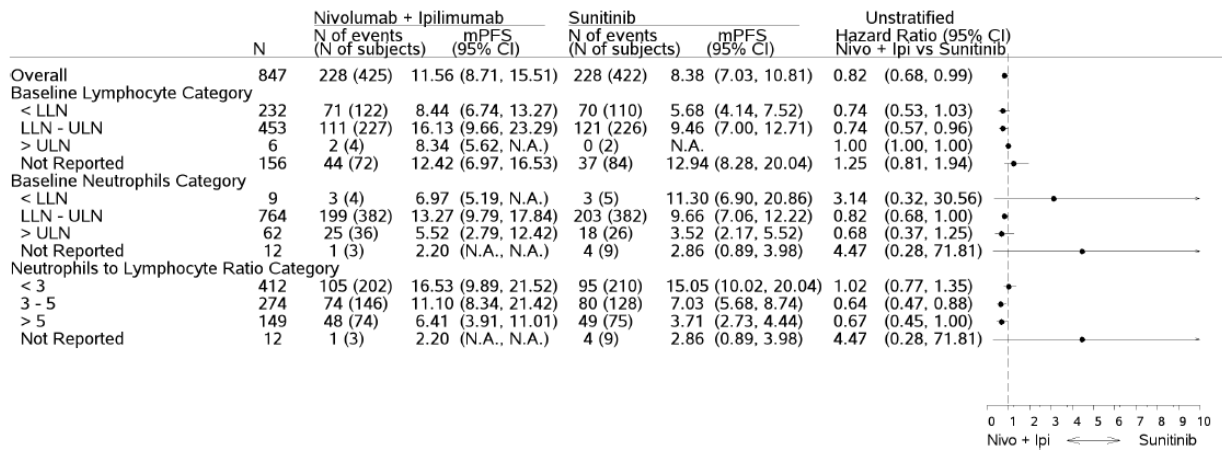 Nivolumab + Ipilimumab Sunitinib Unstratified
N of events mPFS N of events mPFS Hazard Ratio (95% CI)
N (N of subjects) (95% CI) (N of subjects) (95% CI) Nivo + Ipi vs Sunitinib
Overall 847 228 (425) 11.56 (8.71, 15.51) 228 (422) 8.38 (7.03, 10.81) 0.82 (0.68, 0.99)
Baseline Lymphocyte Category
< LLN 232 71 (122) 8.44 (6.74, 13.27) 70 (110) 5.68 (4.14, 7.52) 0.74 (0.53, 1.03)
LLN - ULN 453 111 (227) 16.13 (9.66, 23.29) 121 (226) 9.46 (7.00, 12.71) 0.74 (0.57, 0.96)
> ULN 6 2 (4) 8.34 (5.62, N.A.) 0 (2) N.A. 1.00 (1.00, 1.00)
Not Reported 156 44 (72) 12.42 (6.97, 16.53) 37 (84) 12.94 (8.28, 20.04) 1.25 (0.81, 1.94)
Baseline Neutrophils Category
< LLN 9 3 (4) 6.97 (5.19, N.A.) 3 (5) 11.30 (6.90, 20.86) 3.14 (0.32, 30.56)
LLN - ULN 764 199 (382) 13.27 (9.79, 17.84) 203 (382) 9.66 (7.06, 12.22) 0.82 (0.68, 1.00)
> ULN 62 25 (36) 5.52 (2.79, 12.42) 18 (26) 3.52 (2.17, 5.52) 0.68 (0.37, 1.25)
Not Reported 12 1 (3) 2.20 (N.A., N.A.) 4 (9) 2.86 (0.89, 3.98) 4.47 (0.28, 71.81)
Neutrophils to Lymphocyte Ratio Category
< 3 412 105 (202) 16.53 (9.89, 21.52) 95 (210) 15.05 (10.02, 20.04) 1.02 (0.77, 1.35)
3 - 5 274 74 (146) 11.10 (8.34, 21.42) 80 (128) 7.03 (5.68, 8.74) 0.64 (0.47, 0.88)
> 5 149 48 (74) 6.41 (3.91, 11.01) 49 (75) 3.71 (2.73, 4.44) 0.67 (0.45, 1.00)
Not Reported 12 1 (3) 2.20 (N.A., N.A.) 4 (9) 2.86 (0.89, 3.98) 4.47 (0.28, 71.81)
0 1 2 3 4 5 6 7 8 9 10
Nivo + Ipi Sunitinib